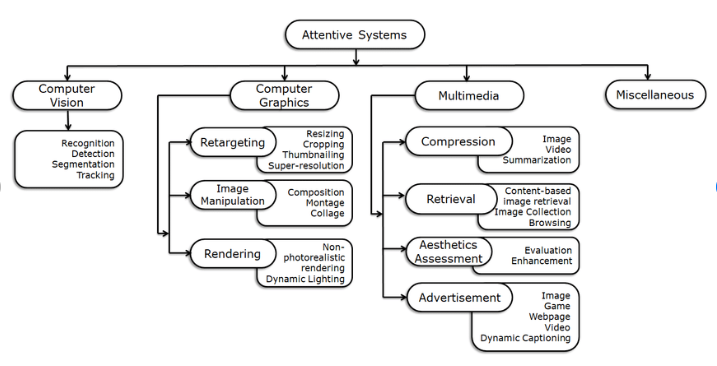 Attentive Systems
Computer
Vision
Recognition
Detection
Segmentation
Tracking
Computer
Graphics
Retargeting
Resizing
Cropping
Thumbnailing
Super-resolution
Image
Manipulation
Composition
Montage
Collage
Rendering
Non-
photorealistic
rendering
Dynamic Lighting
Multimedia
Compression
Image
Video
Summarization
Retrieval
Content-based
image retrieval
Image Collection
Browsing
Aesthetics
Assessment
Evaluation
Enhancement
Advertisement
Image
Game
Webpage
Video
Dynamic Captioning
Miscellaneous